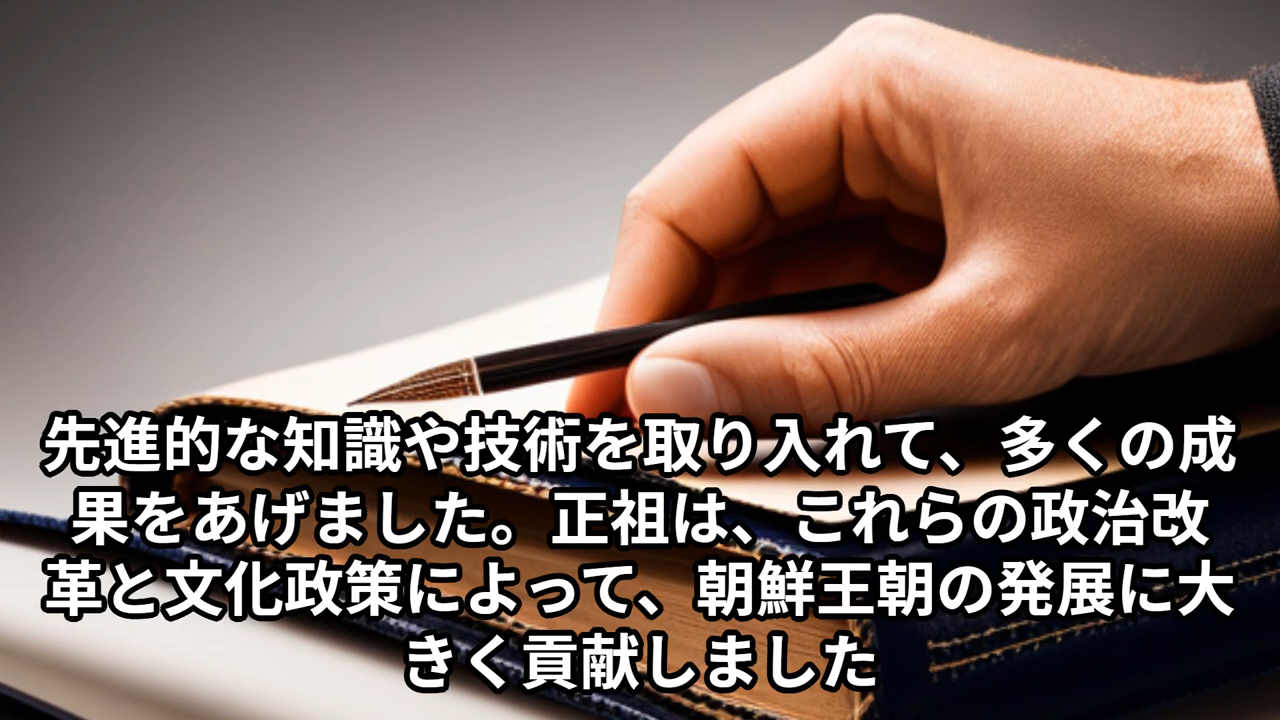 先進的な知識や技術を取り入れて、多くの成
果をあげました。正祖は、これらの政治改
革と文化政策によって、朝鮮王朝の発展に大
きく貢献しました